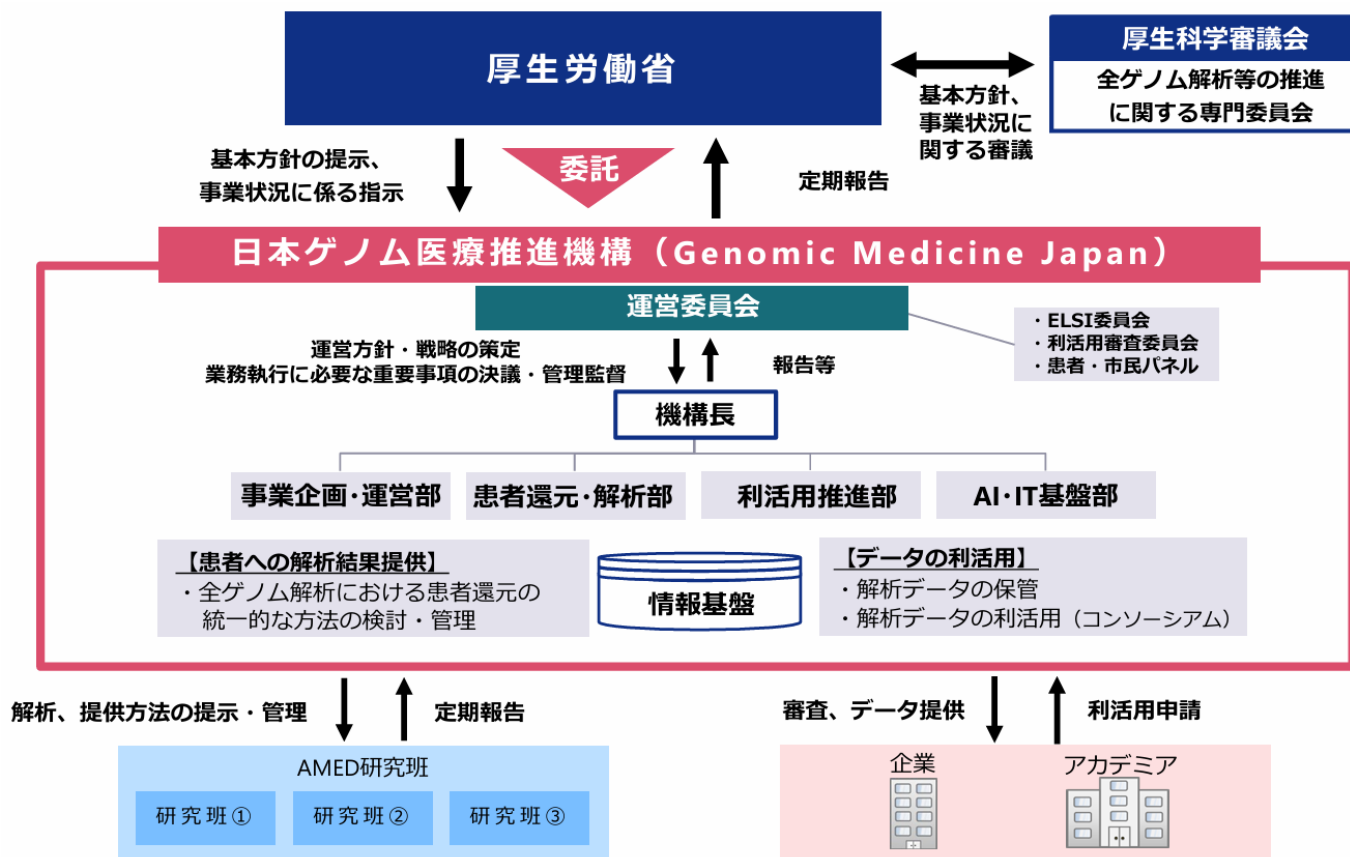 厚生労働省
厚生科学審議会
全ゲノム解析等の推進
に関する専門委員会
基本方針、
事業状況に
関する審議
基本方針の提示、
事業状況に係る指示
委託
定期報告
日本ゲノム医療推進機構（Genomic Medicine Japan）
運営委員会
・ELSI委員会
・利活用審査委員会
・患者・市民パネル
運営方針・戦略の策定
業務執行に必要な重要事項の決議・管理監督
報告等
機構長
事業企画・運営部
患者還元・解析部
利活用推進部
AI・IT基盤部
【患者への解析結果提供】
・全ゲノム解析における患者還元の
統一的な方法の検討・管理
情報基盤
【データの利活用】
・解析データの保管
・解析データの利活用（コンソーシアム）
解析、提供方法の提示・管理
定期報告
審査、データ提供
利活用申請
AMED研究班
研究班①
研究班②
研究班③
企業
アカデミア